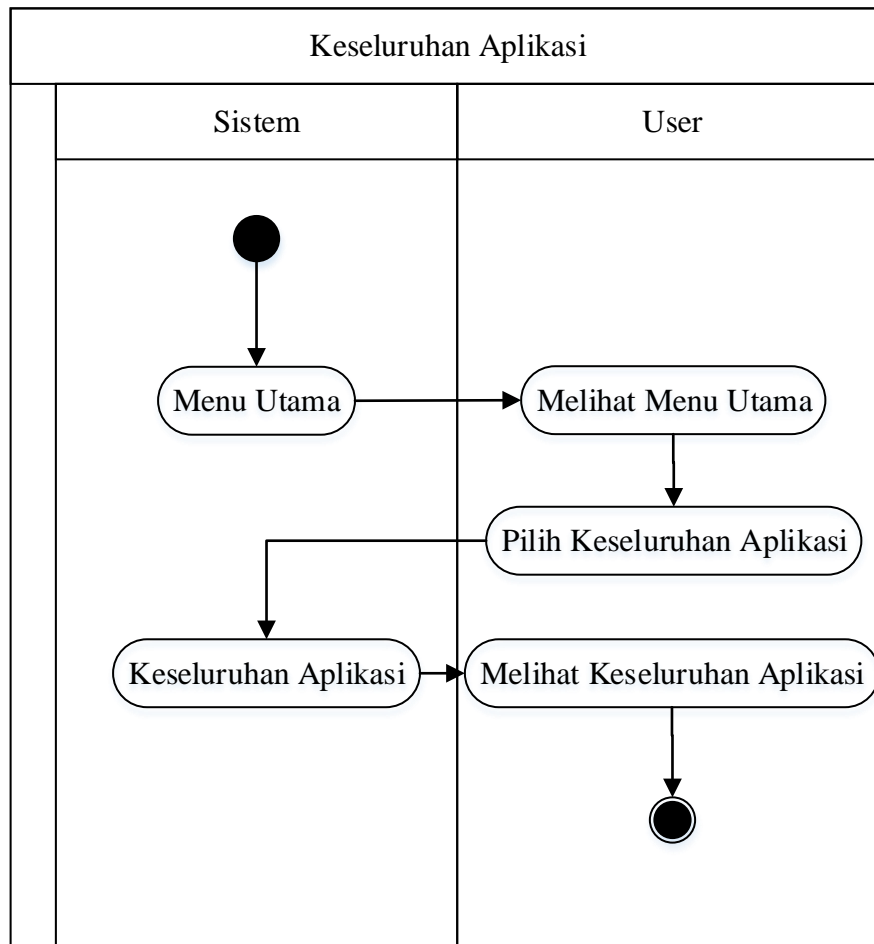 Keseluruhan Aplikasi
Sistem
User
Menu Utama
Melihat Menu Utama
Pilih Keseluruhan Aplikasi
Keseluruhan Aplikasi
Melihat Keseluruhan Aplikasi